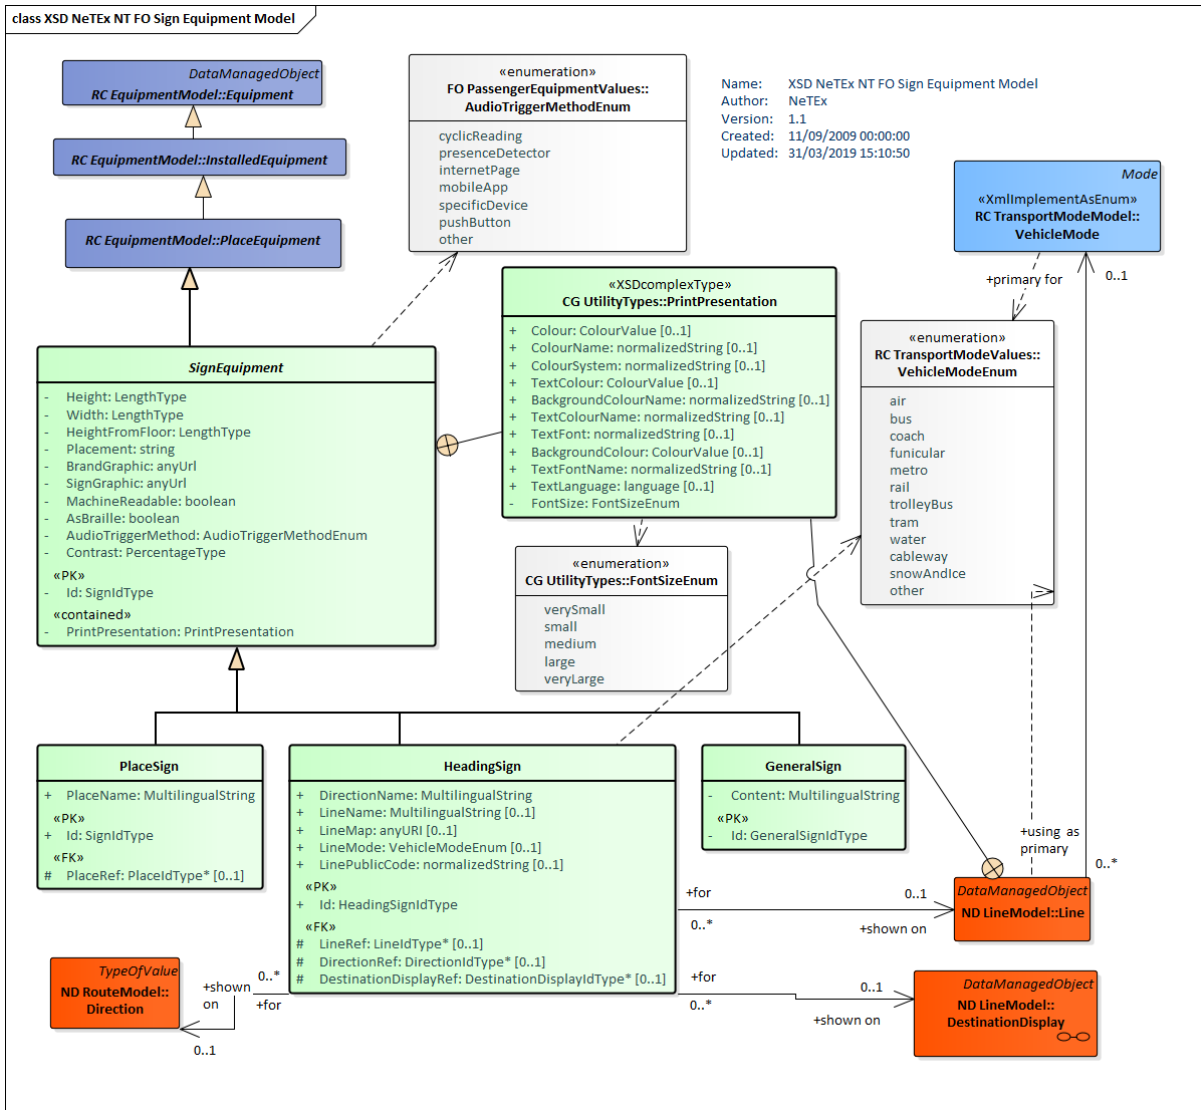 class XSD NeTEx NT FO Sign Equipment Model
DataManagedObject
RC EquipmentModel::Equipment
RC EquipmentModel::InstalledEquipment
RC EquipmentModel::PlaceEquipment
«enumeration»
FO PassengerEquipmentValues::
AudioTriggerMethodEnum
cyclicReading
presenceDetector
internetPage
mobileApp
specificDevice
pushButton
other
Name: XSD NeTEx NT FO Sign Equipment Model
Author: NeTEx
Version: 1.1
Created: 11/09/2009 00:00:00
Updated: 31/03/2019 15:10:50
Mode
«XmlImplementAsEnum»
RC TransportModeModel::
VehicleMode
+primary for
0..1
«XSDcomplexType»
CG UtilityTypes::PrintPresentation
+ Colour: ColourValue [0..1]
+ ColourName: normalizedString [0..1]
+ ColourSystem: normalizedString [0..1]
+ TextColour: ColourValue [0..1]
+ BackgroundColourName: normalizedString [0..1]
+ TextColourName: normalizedString [0..1]
+ TextFont: normalizedString [0..1]
+ BackgroundColour: ColourValue [0..1]
+ TextFontName: normalizedString [0..1]
+ TextLanguage: language [0..1]
- FontSize: FontSizeEnum
«enumeration»
RC TransportModeValues::
VehicleModeEnum
air
bus
coach
funicular
metro
rail
trolleyBus
tram
water
cableway
snowAndIce
other
SignEquipment
- Height: LengthType
- Width: LengthType
- HeightFromFloor: LengthType
- Placement: string
- BrandGraphic: anyUrl
- SignGraphic: anyUrl
- MachineReadable: boolean
- AsBraille: boolean
- AudioTriggerMethod: AudioTriggerMethodEnum
- Contrast: PercentageType
«PK»
- Id: SignIdType
«contained»
- PrintPresentation: PrintPresentation
«enumeration»
CG UtilityTypes::FontSizeEnum
verySmall
small
medium
large
veryLarge
PlaceSign
+ PlaceName: MultilingualString
«PK»
+ Id: SignIdType
«FK»
# PlaceRef: PlaceIdType* [0..1]
HeadingSign
+ DirectionName: MultilingualString
+ LineName: MultilingualString [0..1]
+ LineMap: anyURI [0..1]
+ LineMode: VehicleModeEnum [0..1]
+ LinePublicCode: normalizedString [0..1]
«PK»
+ Id: HeadingSignIdType
«FK»
# LineRef: LineIdType* [0..1]
# DirectionRef: DirectionIdType* [0..1]
# DestinationDisplayRef: DestinationDisplayIdType* [0..1]
GeneralSign
- Content: MultilingualString
«PK»
- Id: GeneralSignIdType
+using as
primary
0..*
DataManagedObject
ND LineModel::Line
+for
0..*
0..1
+shown on
TypeOfValue
ND RouteModel::
Direction
0..*
+for
+shown
on
0..1
+for
0..*
0..1
+shown on
DataManagedObject
ND LineModel::
DestinationDisplay